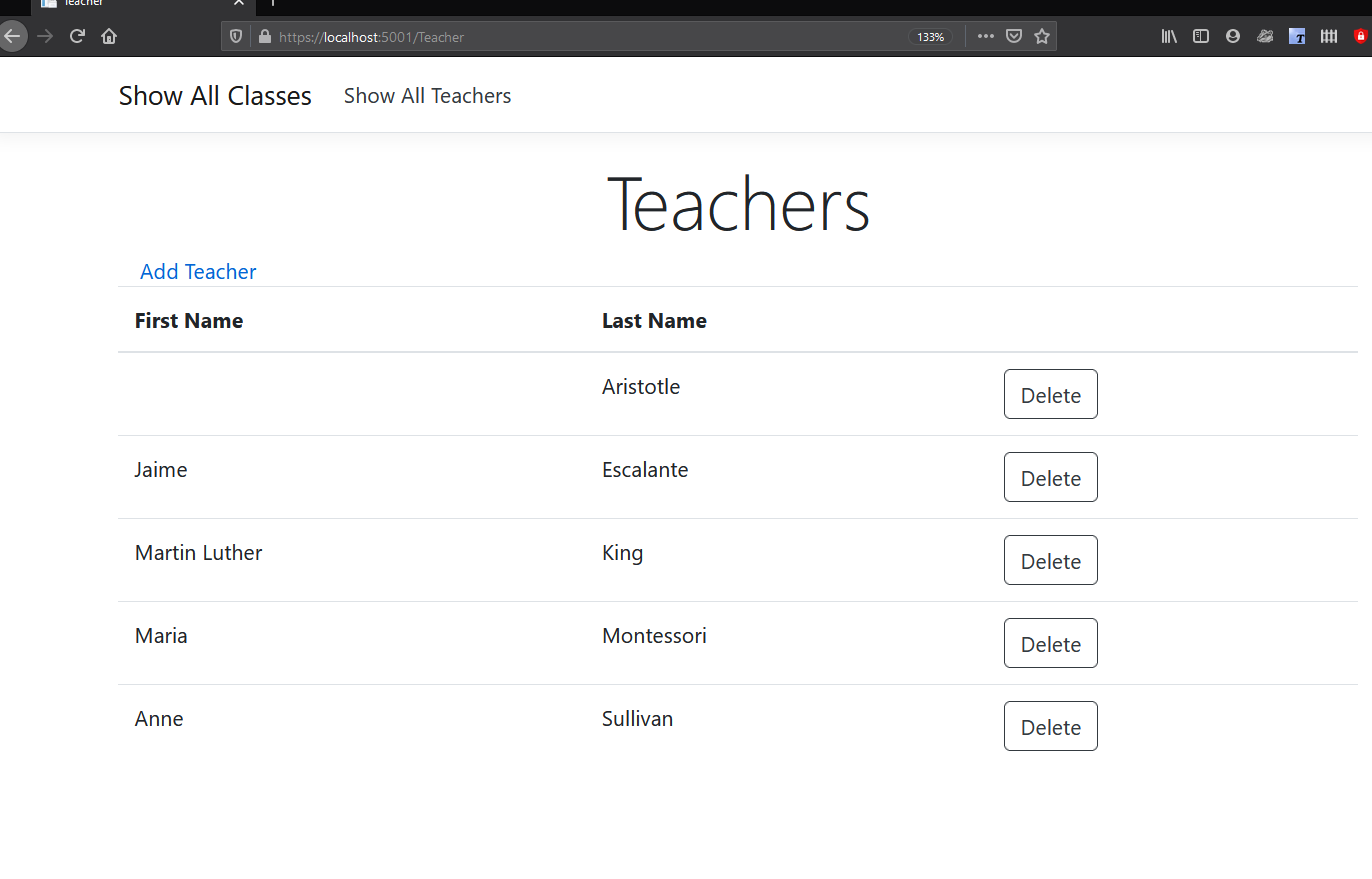 Teacher
https://localhost:5001/Teacher 133%
Show All Classes Show All Teachers
Teachers
Add Teacher
First Name Last Name
Aristotle Delete
Jaime Escalante Delete
Martin Luther King Delete
Maria Montessori Delete
Anne Sullivan Delete